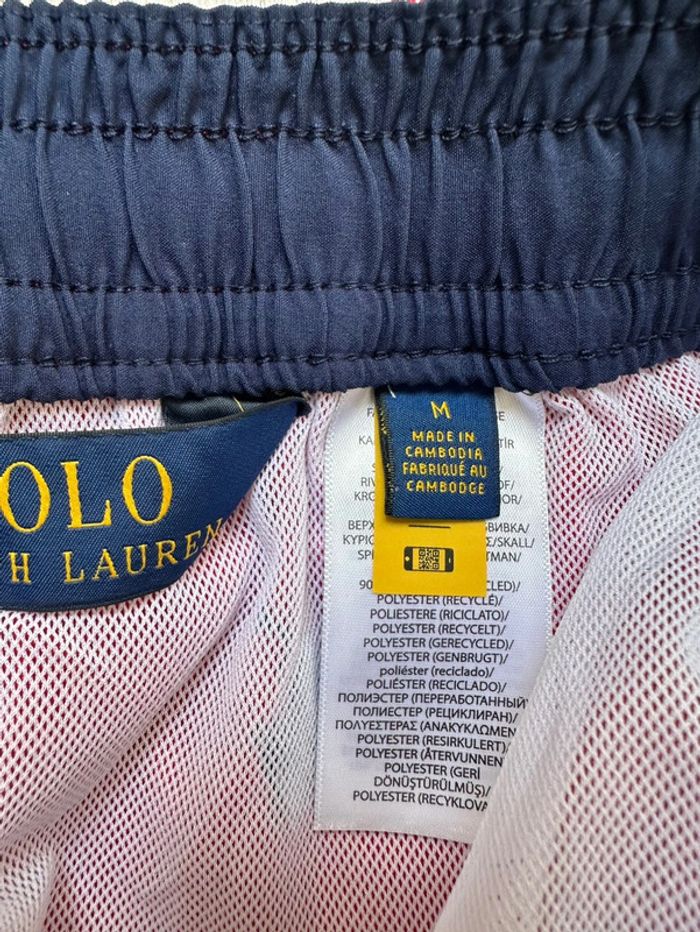 OLO
H LAUREN
M
MADE IN
CAMBODIA
FABRIQUÉ AU
CAMBODGE
POLYESTER (RECYCLÉ)/
POLIESTERE (RICICLATO)/
POLYESTER (RECYCELT)/
POLYESTER (GERECYCLED)/
POLYESTER (GENBRUGT)/
poliéster (reciclado)/
POLIÉSTER (RECICLADO)/
ПОЛИЭСТЕР (ПЕРЕРАБОТАННЫЙ)
ПОЛИЕСТЕР (РЕЦИКЛИРАН)/
ΠΟΛΥΕΣΤΕΡΑΣ (ΑΝΑΚΥΚΛΩΜΕΝ
POLYESTER (RESIRKULERT)/
POLYESTER (ÅTERVUNNEN
POLYESTER (GERİ
DÖNÜŞTÜRÜLMÜŞ)/
POLYESTER (RECYKLOVA